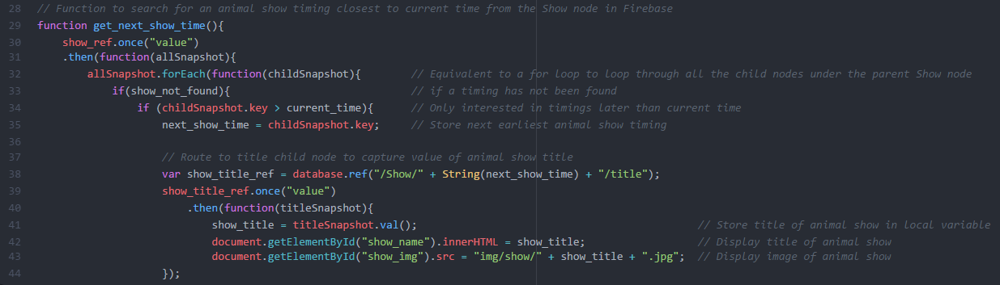 28 // Function to search for an animal show timing closest to current time from the Show node in Firebase
29 function get_next_show_time(){
30 show_ref.once("value")
31 .then(function(allSnapshot){
32 allSnapshot.forEach(function(childSnapshot){ // Equivalent to a for loop to loop through all the child nodes under the parent Show node
33 if(show_not_found){ // if a timing has not been found
34 if (childSnapshot.key > current_time){ // Only interested in timings later than current time
35 next_show_time = childSnapshot.key; // Store next earliest animal show timing
36
37 // Route to title child node to capture value of animal show title
38 var show_title_ref = database.ref("/Show/" + String(next_show_time) + "/title");
39 show_title_ref.once("value")
40 .then(function(titleSnapshot){
41 show_title = titleSnapshot.val(); // Store title of animal show in local variable
42 document.getElementById("show_name").innerHTML = show_title; // Display title of animal show
43 document.getElementById("show_img").src = "img/show/" + show_title + ".jpg"; // Display image of animal show
44 });